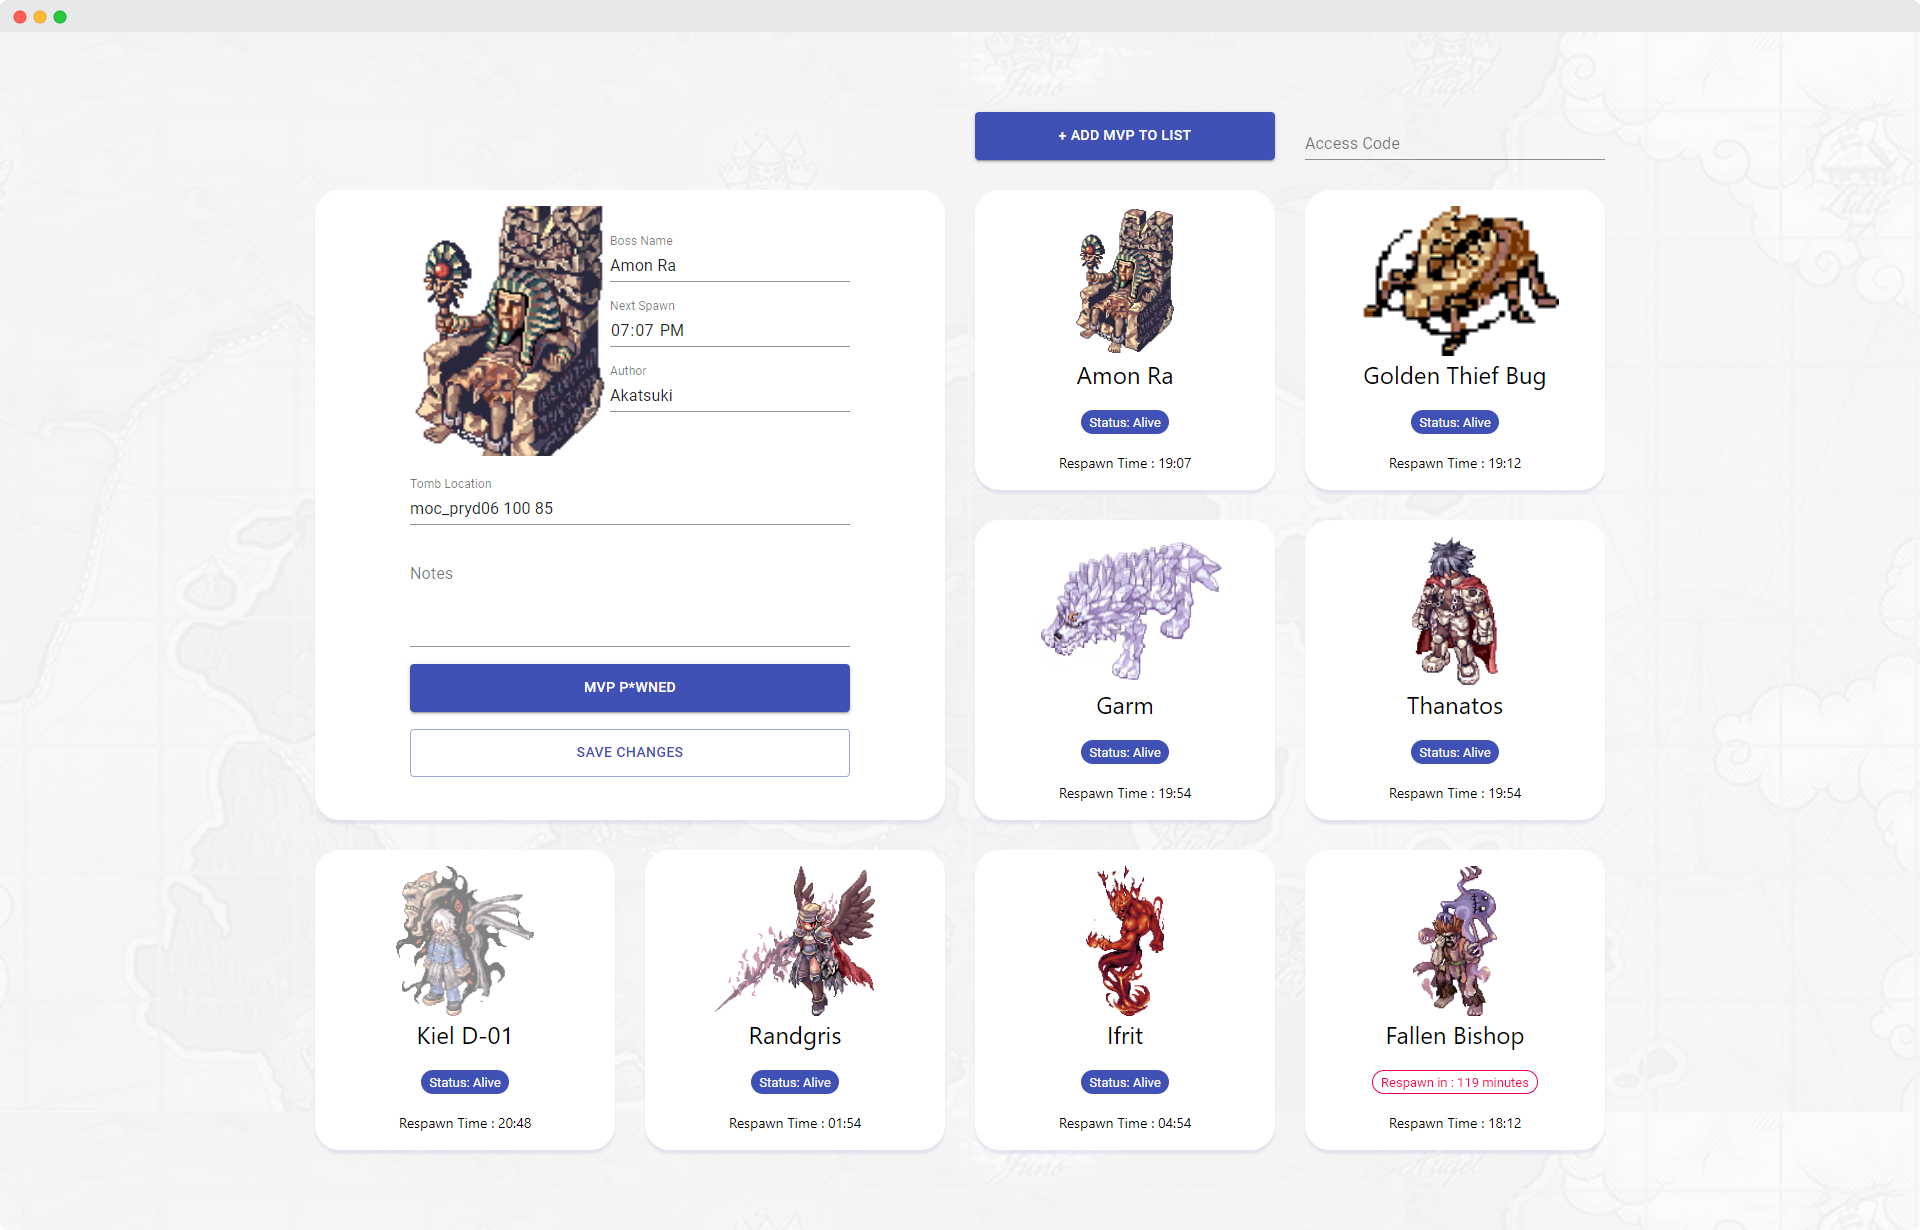 + ADD MVP TO LIST
Access Code
Boss Name
Amon Ra
Next Spawn
07:07 PM
Author
Akatsuki
Tomb Location
moc_pryd06 100 85
Notes
MVP P*WNED
SAVE CHANGES
Amon Ra
Status: Alive
Respawn Time : 19:07
Golden Thief Bug
Status: Alive
Respawn Time : 19:12
Garm
Status: Alive
Respawn Time : 19:54
Thanatos
Status: Alive
Respawn Time : 19:54
Kiel D-01
Status: Alive
Respawn Time : 20:48
Randgris
Status: Alive
Respawn Time : 01:54
Ifrit
Status: Alive
Respawn Time : 04:54
Fallen Bishop
Respawn in : 119 minutes
Respawn Time : 18:12
Juno
Lutie
Juno